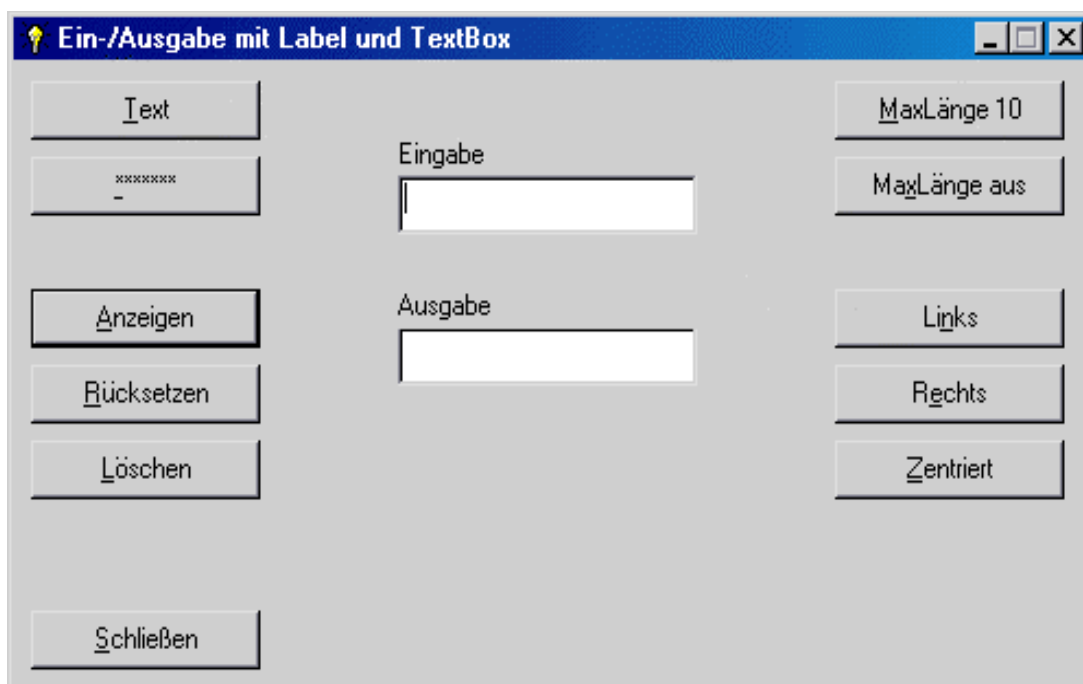 Ein-/Ausgabe mit Label und TextBox
Text
*******
Eingabe
MaxLänge 10
MaxLänge aus
Anzeigen
Rücksetzen
Löschen
Ausgabe
Links
Rechts
Zentriert
Schließen